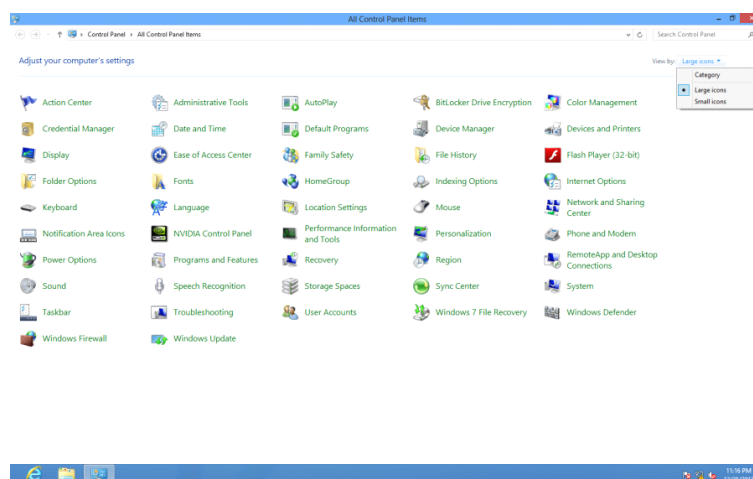 All Control Panel Items
Control Panel All Control Panel Items
Search Control Panel
Adjust your computer's settings
View by: Large icons
Category
Large icons
Small icons
Action Center Administrative Tools AutoPlay BitLocker Drive Encryption Color Management
Credential Manager Date and Time Default Programs Device Manager Devices and Printers
Display Ease of Access Center Family Safety File History Flash Player (32-bit)
Folder Options Fonts HomeGroup Indexing Options Internet Options
Keyboard Language Location Settings Mouse Network and Sharing
Center
Notification Area Icons NVIDIA Control Panel Performance Information
and Tools
Personalization Phone and Modem
Power Options Programs and Features Recovery Region RemoteApp and Desktop
Connections
Sound Speech Recognition Storage Spaces Sync Center System
Taskbar Troubleshooting User Accounts Windows 7 File Recovery Windows Defender
Windows Firewall Windows Update
11:16 PM